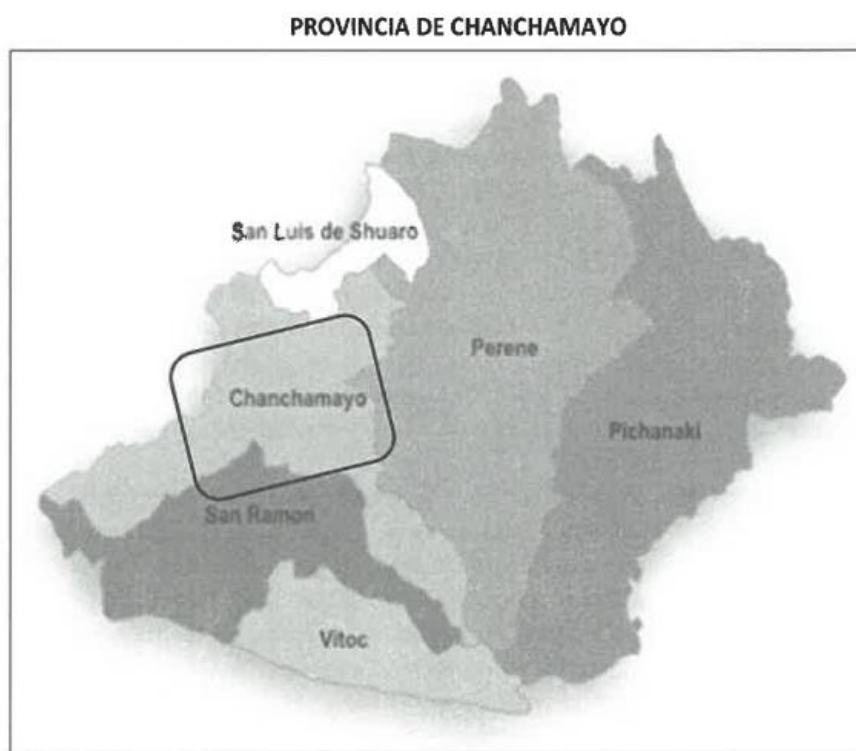 PROVINCIA DE CHANCHAMAYO
San Luis de Shuaro
Perene
Chanchamayo
Pichanaki
San Ramon
Vitoc